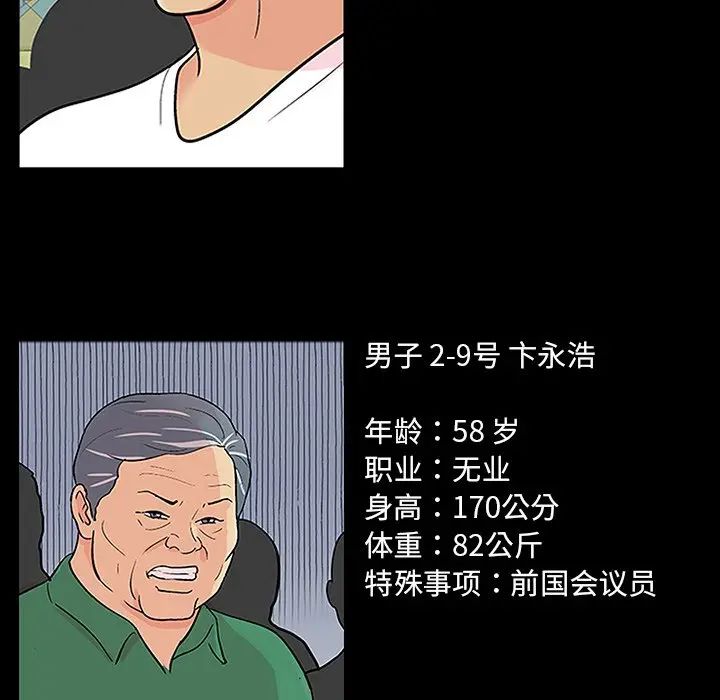 男子 2-9号 卞永浩
年龄：58 岁
职业：无业
身高：170公分
体重：82公斤
特殊事项：前国会议员